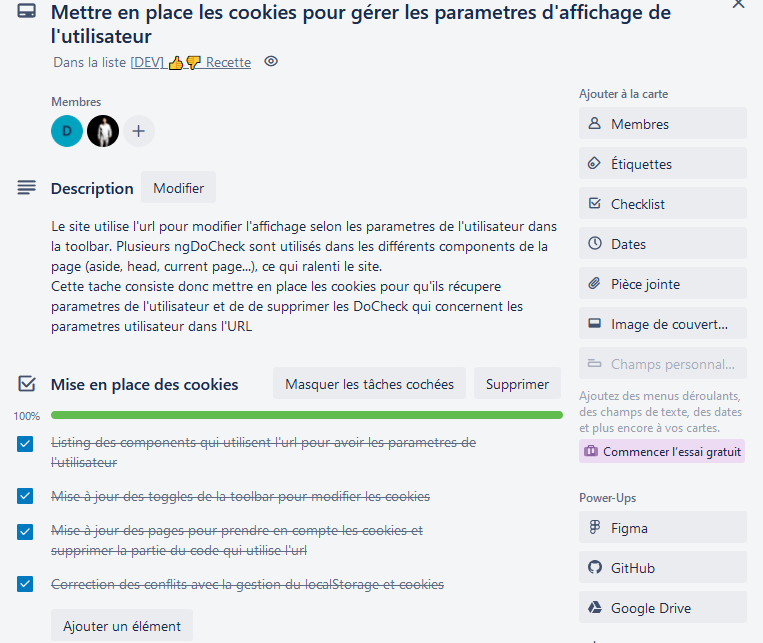 Mettre en place les cookies pour gérer les parametres d'affichage de
l'utilisateur
Dans la liste [DEV] 👍👎 Recette
Membres
D
Description
Modifier
Le site utilise l'url pour modifier l'affichage selon les parametres de l'utilisateur dans
la toolbar. Plusieurs ngDoCheck sont utilisés dans les différents components de la
page (aside, head, current page...), ce qui ralenti le site.
Cette tache consiste donc mettre en place les cookies pour qu'ils récupere
parametres de l'utilisateur et de de supprimer les DoCheck qui concernent les
parametres utilisateur dans l'URL
Mise en place des cookies
Masquer les tâches cochées
Supprimer
100%
Listing des components qui utilisent l'url pour avoir les parametres de
l'utilisateur
Mise à jour des toggles de la toolbar pour modifier les cookies
Mise à jour des pages pour prendre en compte les cookies et
supprimer la partie du code qui utilise l'url
Correction des conflits avec la gestion du localStorage et cookies
Ajouter un élément
Ajouter à la carte
Membres
Étiquettes
Checklist
Dates
Pièce jointe
Image de couvert...
Champs personnal...
Ajoutez des menus déroulants,
des champs de texte, des dates
et plus encore à vos cartes.
Commencer l'essai gratuit
Power-Ups
Figma
GitHub
Google Drive